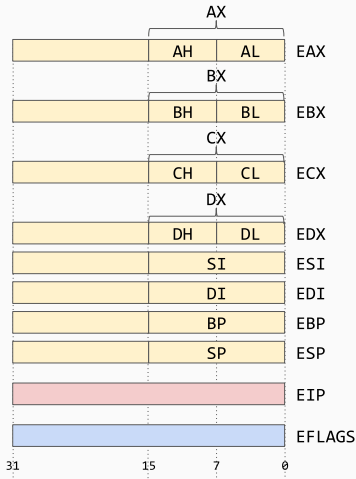 AX
AH AL EAX
BX
BH BL EBX
CX
CH CL ECX
DX
DH DL EDX
SI ESI
DI EDI
BP EBP
SP ESP
EIP
EFLAGS
31 15 7 0